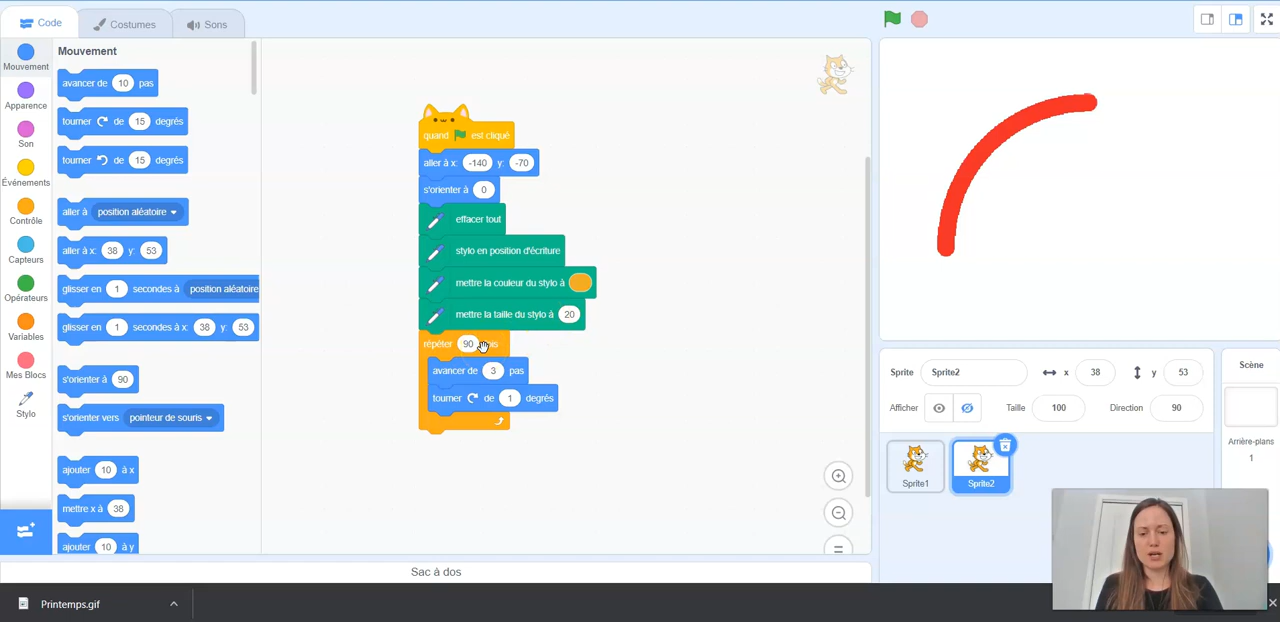 Code
Costumes
Sons
Mouvement
Apparence
Son
Événements
Contrôle
Capteurs
Opérateurs
Variables
Mes Blocs
Stylo
Mouvement
avancer de 10 pas
tourner de 15 degrés
tourner de 15 degrés
aller à position aléatoire
aller à x: 38 y: 53
glisser en 1 secondes à position aléatoire
glisser en 1 secondes à x: 38 y: 53
s'orienter à 90
s'orienter vers pointeur de souris
ajouter 10 à x
mettre x à 38
ajouter 10 à y
quand est cliqué
aller à x: -140 y: -70
s'orienter à 0
effacer tout
stylo en position d'écriture
mettre la couleur du stylo à
mettre la taille du stylo à 20
répéter 90
avancer de 3 pas
tourner de 1 degrés
Sac à dos
Sprite Sprite2 x 38 y 53
Afficher Taille 100 Direction 90
Sprite1
Sprite2
Scène
Arrière-plans
1
Printemps.gif